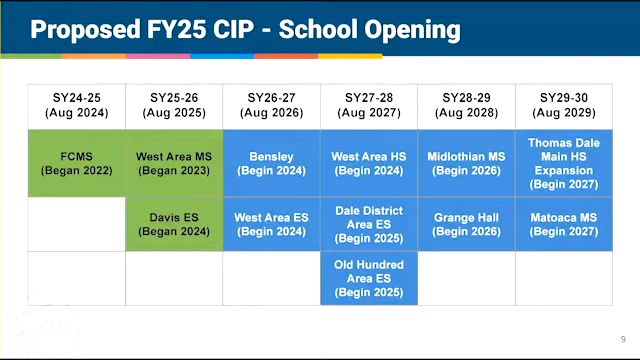 Proposed FY25 CIP - School Opening
SY24-25
(Aug 2024)
SY25-26
(Aug 2025)
SY26-27
(Aug 2026)
SY27-28
(Aug 2027)
SY28-29
(Aug 2028)
SY29-30
(Aug 2029)
FCMS
(Began 2022)
West Area MS
(Began 2023)
Bensley
(Begin 2024)
West Area HS
(Begin 2024)
Midlothian MS
(Begin 2026)
Thomas Dale
Main HS
Expansion
(Begin 2027)
Davis ES
(Began 2024)
West Area ES
(Begin 2024)
Dale District
Area ES
(Begin 2025)
Grange Hall
(Begin 2026)
Matoaca MS
(Begin 2027)
Old Hundred
Area ES
(Begin 2025)
9